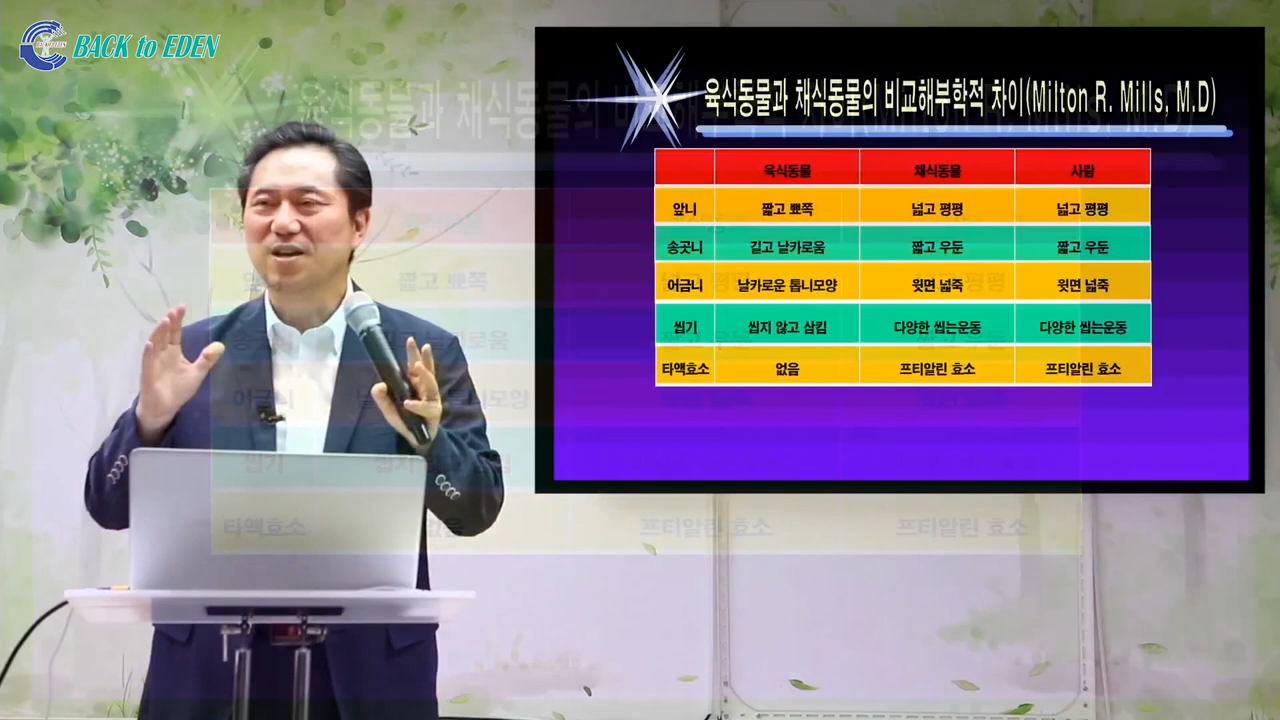 BACK to EDEN
육식동물과 채식동물의 비교해부학적 차이(Milton R. Mills, M.D)
육식동물 채식동물 사람
앞니 짧고 뾰쪽 넓고 평평 넓고 평평
송곳니 길고 날카로움 짧고 우둔 짧고 우둔
어금니 날카로운 톱니모양 윗면 넓죽 윗면 넓죽
씹기 씹지 않고 삼킴 다양한 씹는운동 다양한 씹는운동
타액효소 없음 프티알린 효소 프티알린 효소